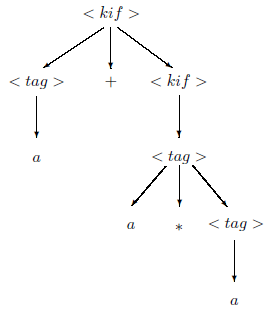 < kif >
< tag > + < kif >
a < tag >
a * < tag >
a